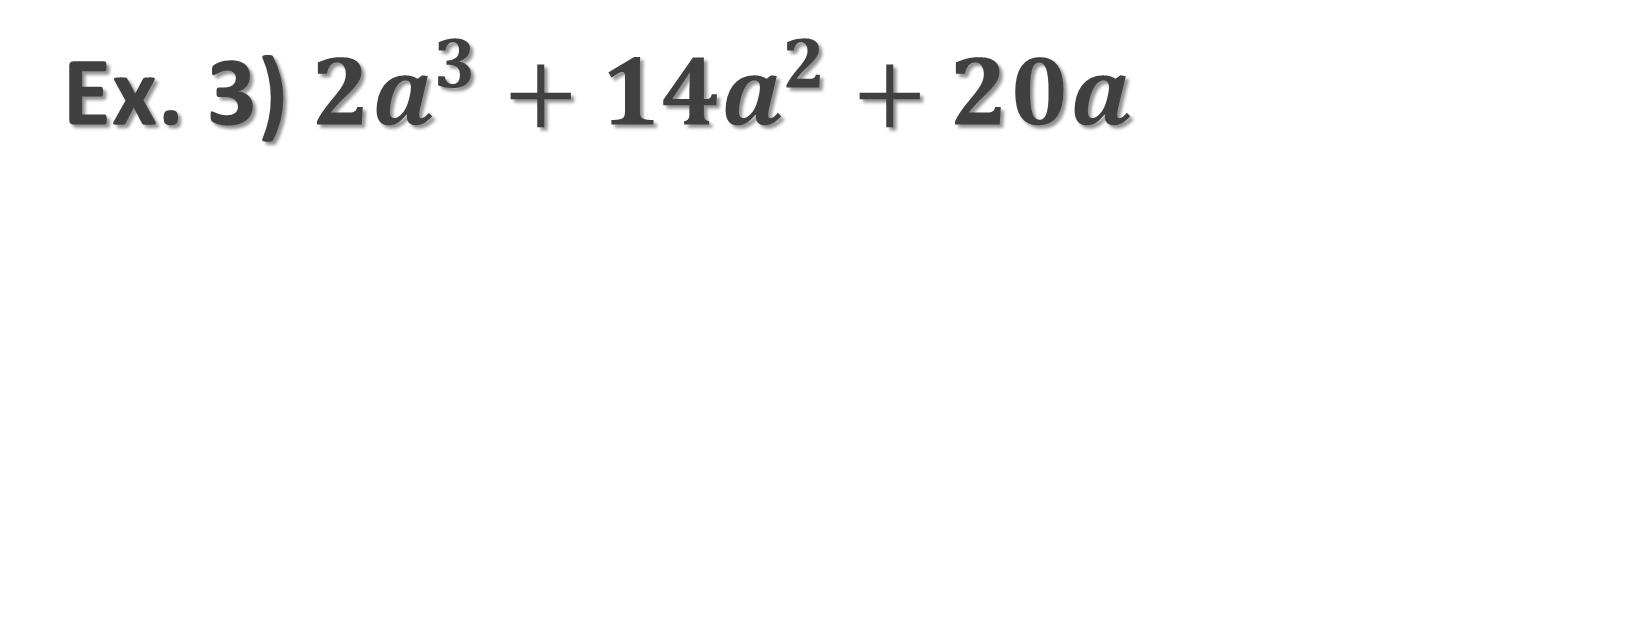 Ex. 3) 2a³ + 14a² + 20a